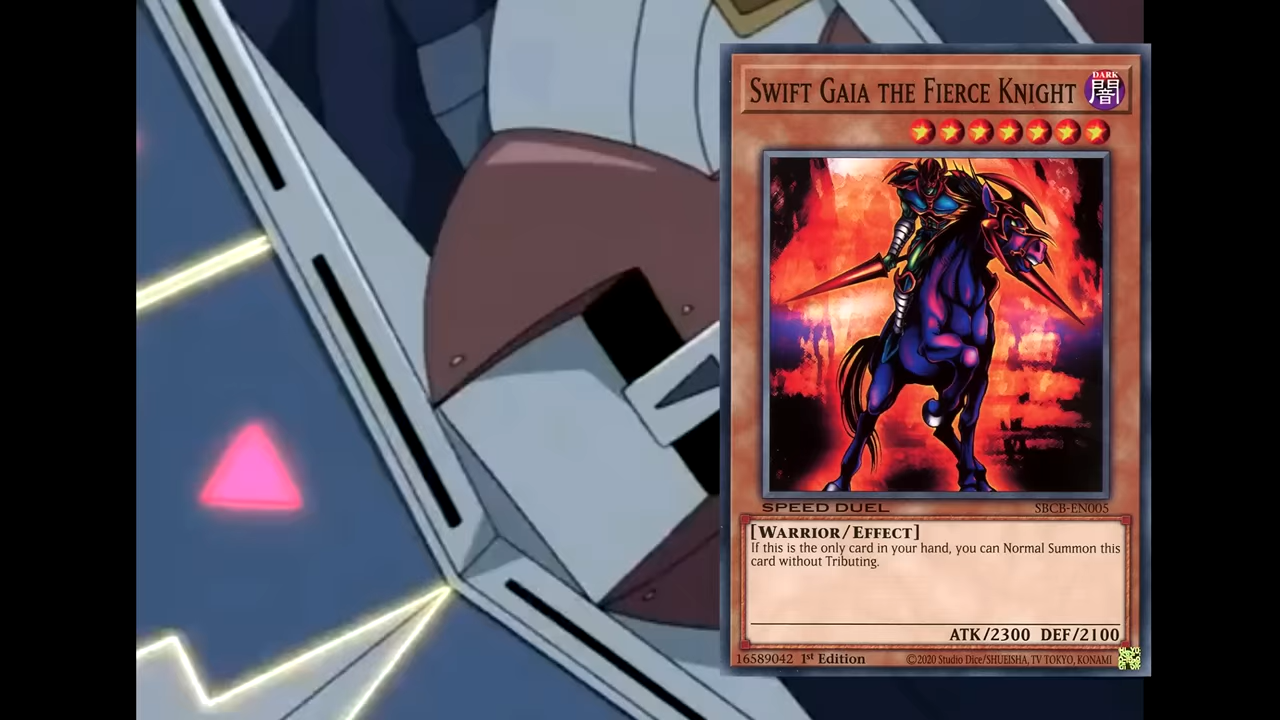 SWIFT GAIA THE FIERCE KNIGHT
DARK
闇
SPEED DUEL
SBCB-EN005
[WARRIOR/EFFECT]
If this is the only card in your hand, you can Normal Summon this
card without Tributing.
ATK/2300 DEF/2100
16589042 1st Edition ©2020 Studio Dice/SHUEISHA, TV TOKYO, KONAMI